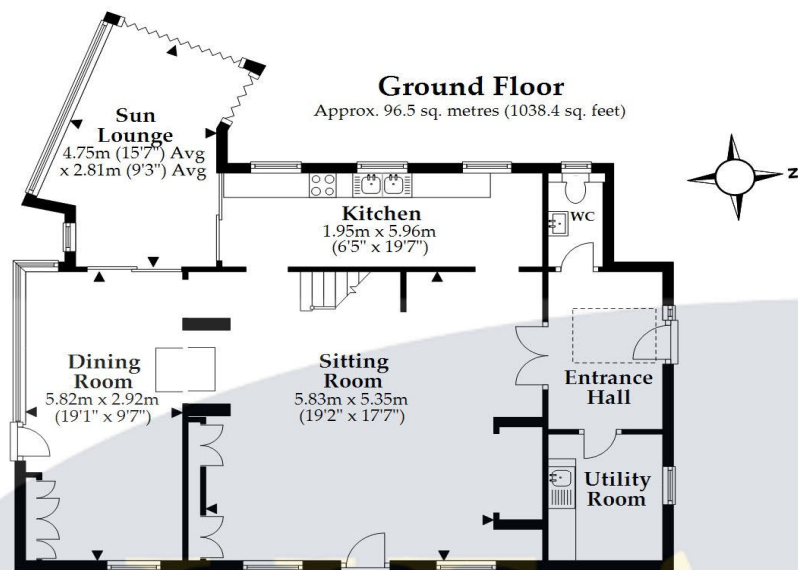 Ground Floor
Approx. 96.5 sq. metres (1038.4 sq. feet)
Sun
Lounge
4.75m (15'7") Avg
x 2.81m (9'3") Avg
Kitchen
1.95m x 5.96m
(6'5" x 19'7")
WC
N
Dining
Room
5.82m x 2.92m
(19'1" x 9'7")
Sitting
Room
5.83m x 5.35m
(19'2" x 17'7")
Entrance
Hall
Utility
Room